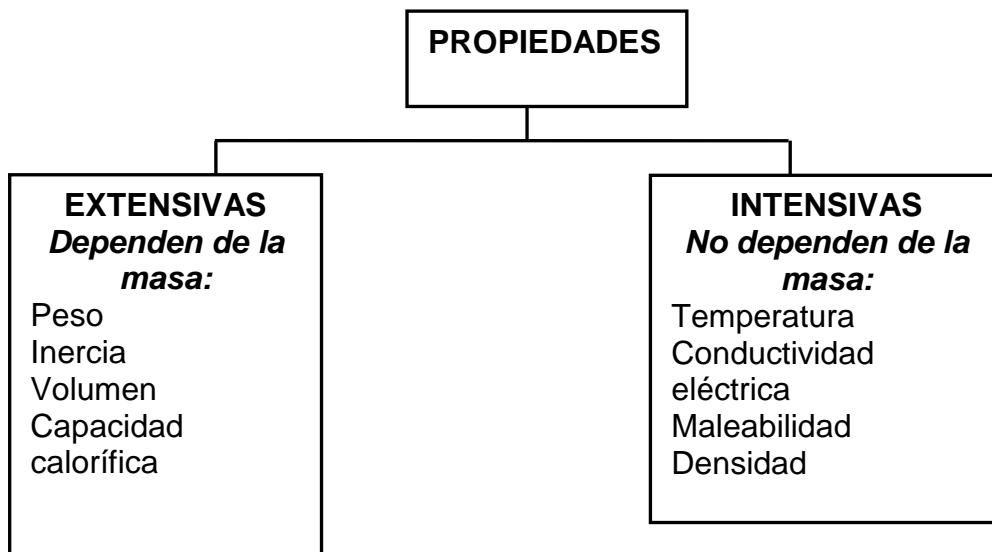 PROPIEDADES
EXTENSIVAS
Dependen de la
masa:
Peso
Inercia
Volumen
Capacidad
calorífica
INTENSIVAS
No dependen de la
masa:
Temperatura
Conductividad
eléctrica
Maleabilidad
Densidad